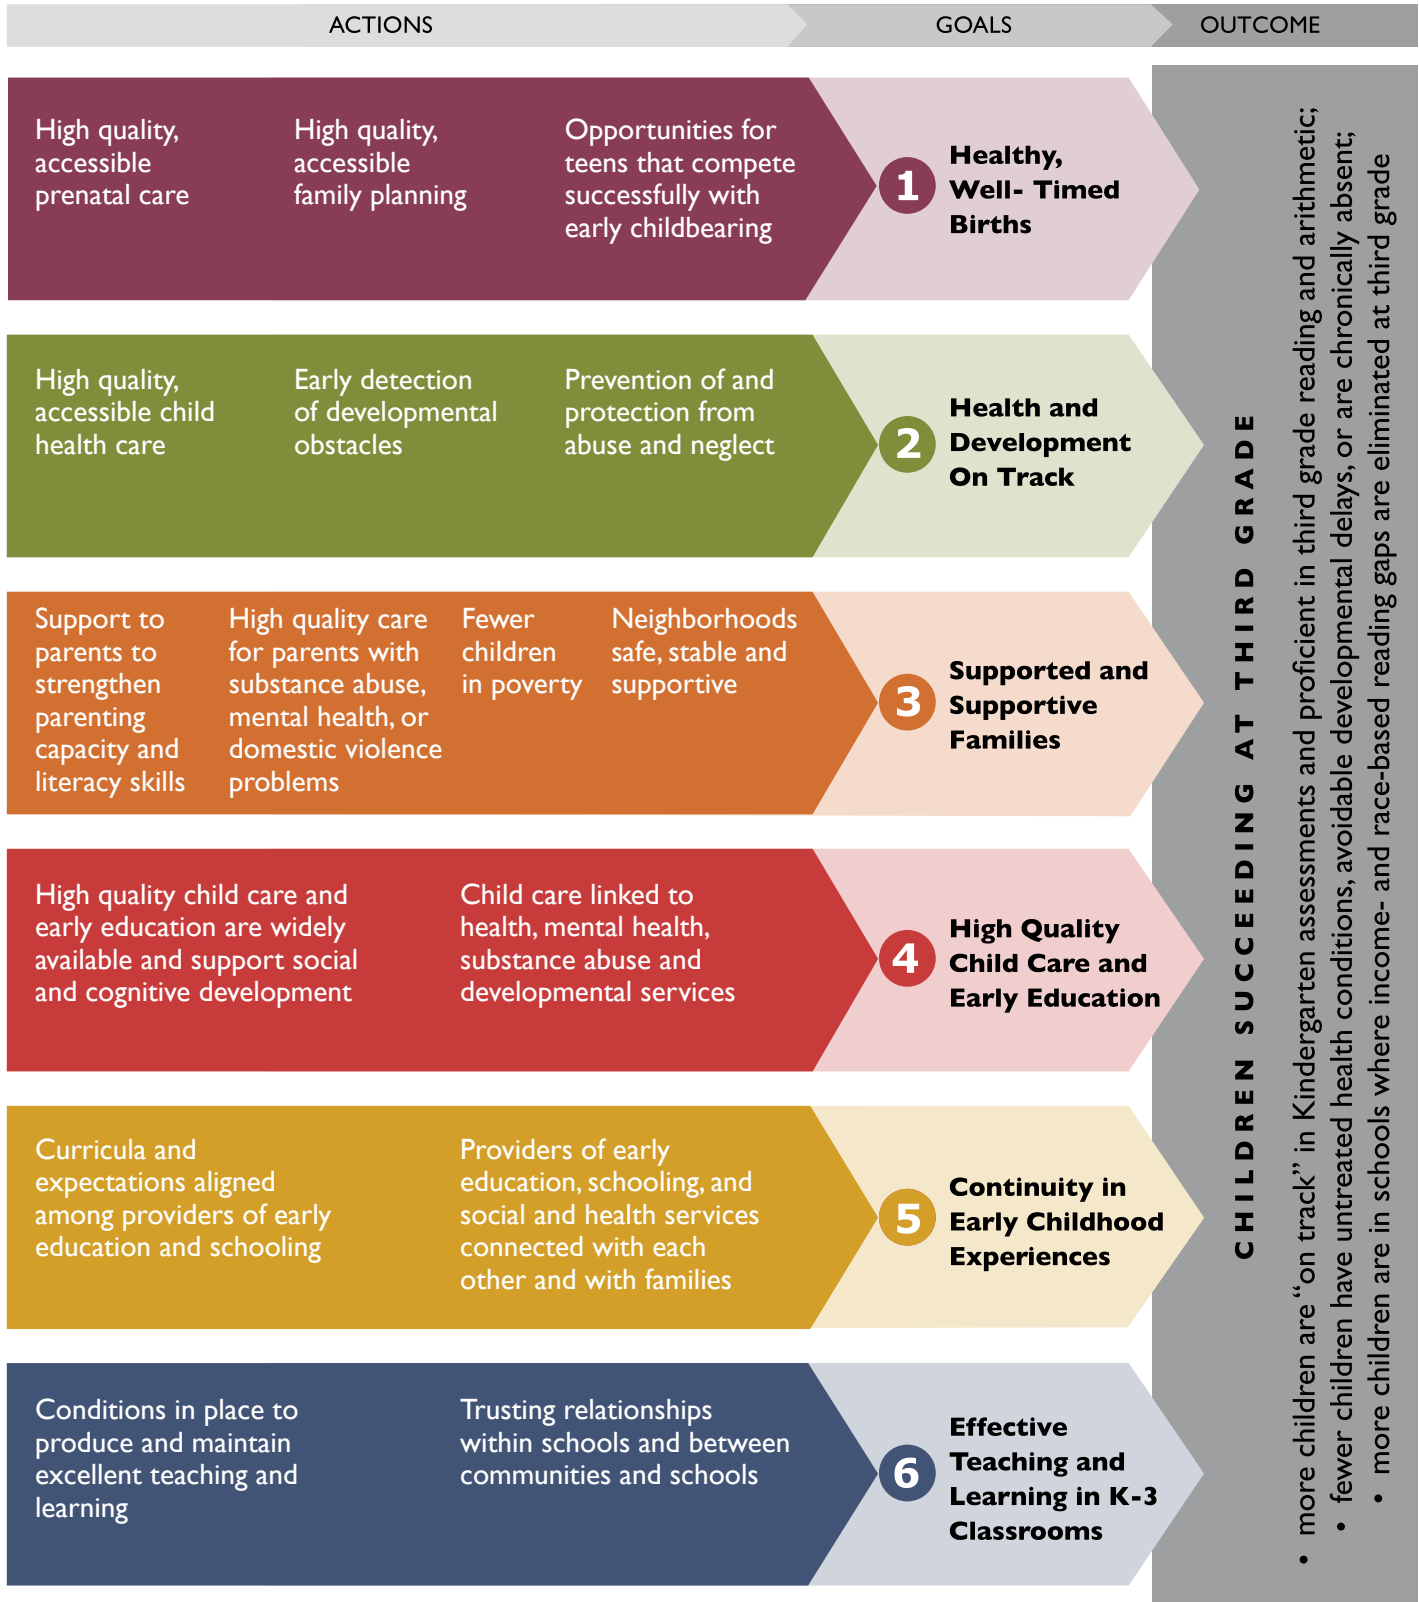 ACTIONS
GOALS
OUTCOME
High quality,
accessible
prenatal care
High quality,
accessible
family planning
Opportunities for
teens that compete
successfully with
early childbearing
1
Healthy,
Well- Timed
Births
High quality,
accessible child
health care
Early detection
of developmental
obstacles
Prevention of and
protection from
abuse and neglect
2
Health and
Development
On Track
Support to
parents to
strengthen
parenting
capacity and
literacy skills
High quality care
for parents with
substance abuse,
mental health, or
domestic violence
problems
Fewer
children
in poverty
Neighborhoods
safe, stable and
supportive
3
Supported and
Supportive
Families
High quality child care and
early education are widely
available and support social
and cognitive development
Child care linked to
health, mental health,
substance abuse and
developmental services
4
High Quality
Child Care and
Early Education
Curricula and
expectations aligned
among providers of early
education and schooling
Providers of early
education, schooling, and
social and health services
connected with each
other and with families
5
Continuity in
Early Childhood
Experiences
Conditions in place to
produce and maintain
excellent teaching and
learning
Trusting relationships
within schools and between
communities and schools
6
Effective
Teaching and
Learning in K-3
Classrooms
CHILDREN SUCCEEDING AT THIRD GRADE
• more children are “on track” in Kindergarten assessments and proficient in third grade reading and arithmetic;
• fewer children have untreated health conditions, avoidable developmental delays, or are chronically absent;
• more children are in schools where income- and race-based reading gaps are eliminated at third grade